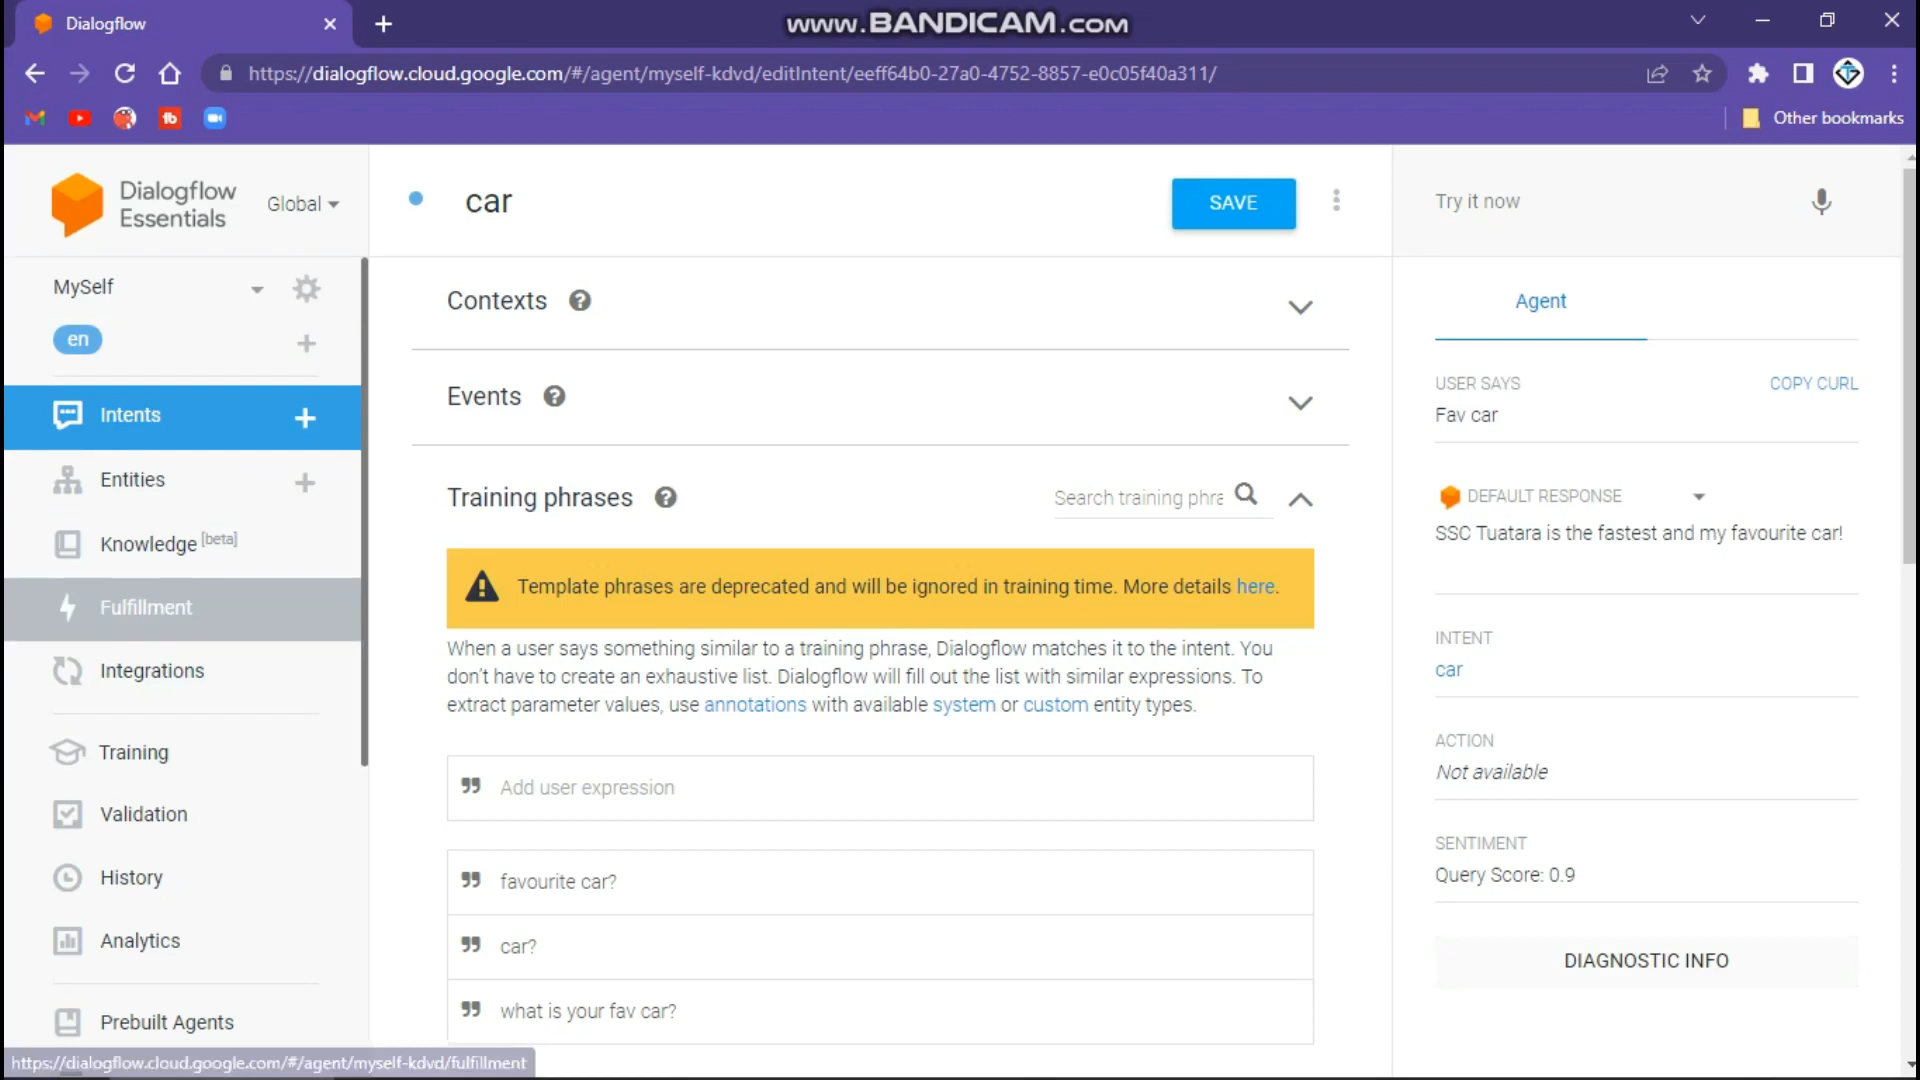 Dialogflow
www.BANDICAM.com
https://dialogflow.cloud.google.com/#/agent/myself-kdvd/editIntent/eeff64b0-27a0-4752-8857-e0c05f40a311/
Other bookmarks
Dialogflow
Essentials
Global
car
SAVE
Try it now
MySelf
en
Intents
Entities
Knowledge [beta]
Fulfillment
Integrations
Training
Validation
History
Analytics
Prebuilt Agents
Contexts
Events
Training phrases
Search training phra
Template phrases are deprecated and will be ignored in training time. More details here.
When a user says something similar to a training phrase, Dialogflow matches it to the intent. You
don't have to create an exhaustive list. Dialogflow will fill out the list with similar expressions. To
extract parameter values, use annotations with available system or custom entity types.
Add user expression
favourite car?
car?
what is your fav car?
Agent
USER SAYS
COPY CURL
Fav car
DEFAULT RESPONSE
SSC Tuatara is the fastest and my favourite car!
INTENT
car
ACTION
Not available
SENTIMENT
Query Score: 0.9
DIAGNOSTIC INFO
https://dialogflow.cloud.google.com/#/agent/myself-kdvd/fulfillment